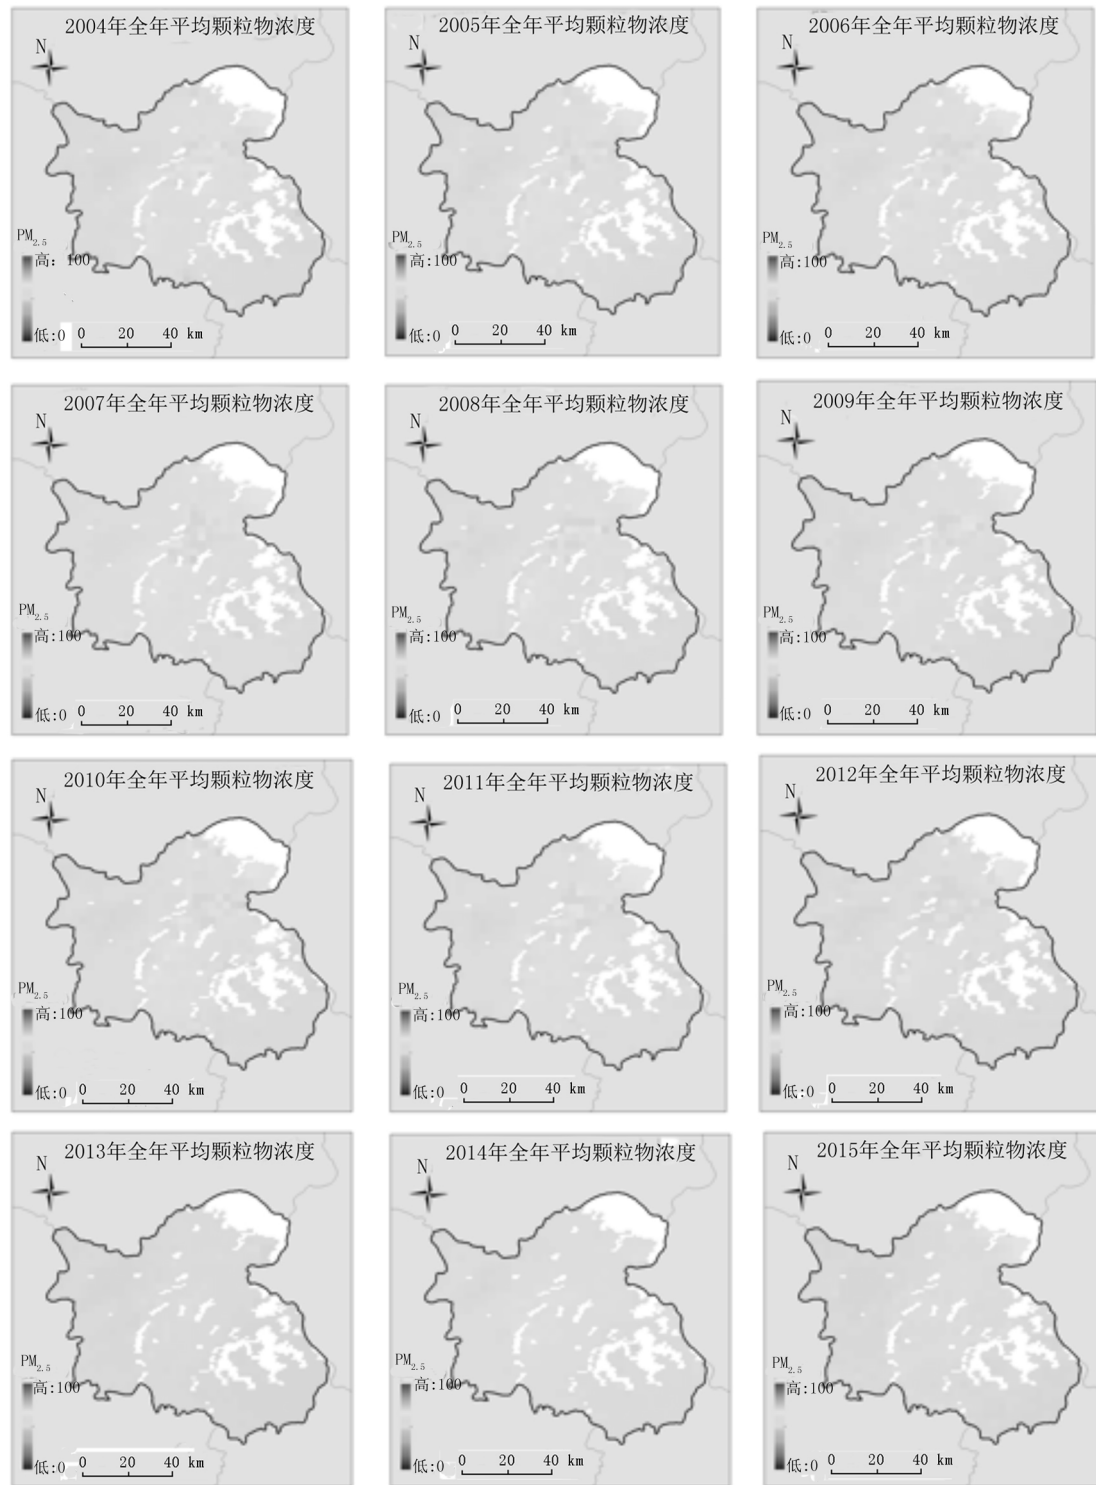 2004年全年平均颗粒物浓度
N
PM2.5
高: 100
低:0
0 20 40 km
2005年全年平均颗粒物浓度
N
PM2.5
高:100
低:0
0 20 40 km
2006年全年平均颗粒物浓度
N
PM2.5
高:100
低:0
0 20 40 km
2007年全年平均颗粒物浓度
N
PM2.5
高:100
低:0
0 20 40 km
2008年全年平均颗粒物浓度
N
PM2.5
高:100
低:0
0 20 40 km
2009年全年平均颗粒物浓度
N
PM2.5
高:100
低:0
0 20 40 km
2010年全年平均颗粒物浓度
N
PM2.5
高:100
低:0
0 20 40 km
2011年全年平均颗粒物浓度
N
PM2.5
高:100
低:0
0 20 40 km
2012年全年平均颗粒物浓度
N
PM2.5
高:100
低:0
0 20 40 km
2013年全年平均颗粒物浓度
N
PM2.5
高:100
低:0
0 20 40 km
2014年全年平均颗粒物浓度
N
PM2.5
高:100
低:0
0 20 40 km
2015年全年平均颗粒物浓度
N
PM2.5
高:100
低:0
0 20 40 km